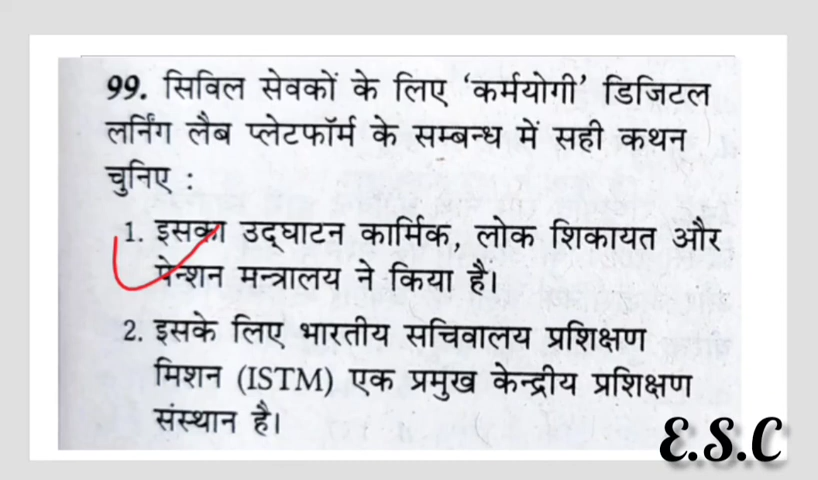 99. सिविल सेवकों के लिए ‘कर्मयोगी’ डिजिटल
लर्निंग लैब प्लेटफॉर्म के सम्बन्ध में सही कथन
चुनिए :
1. इसका उद्घाटन कार्मिक, लोक शिकायत और
पेन्शन मन्त्रालय ने किया है।
2. इसके लिए भारतीय सचिवालय प्रशिक्षण
मिशन (ISTM) एक प्रमुख केन्द्रीय प्रशिक्षण
संस्थान है।
E.S.C